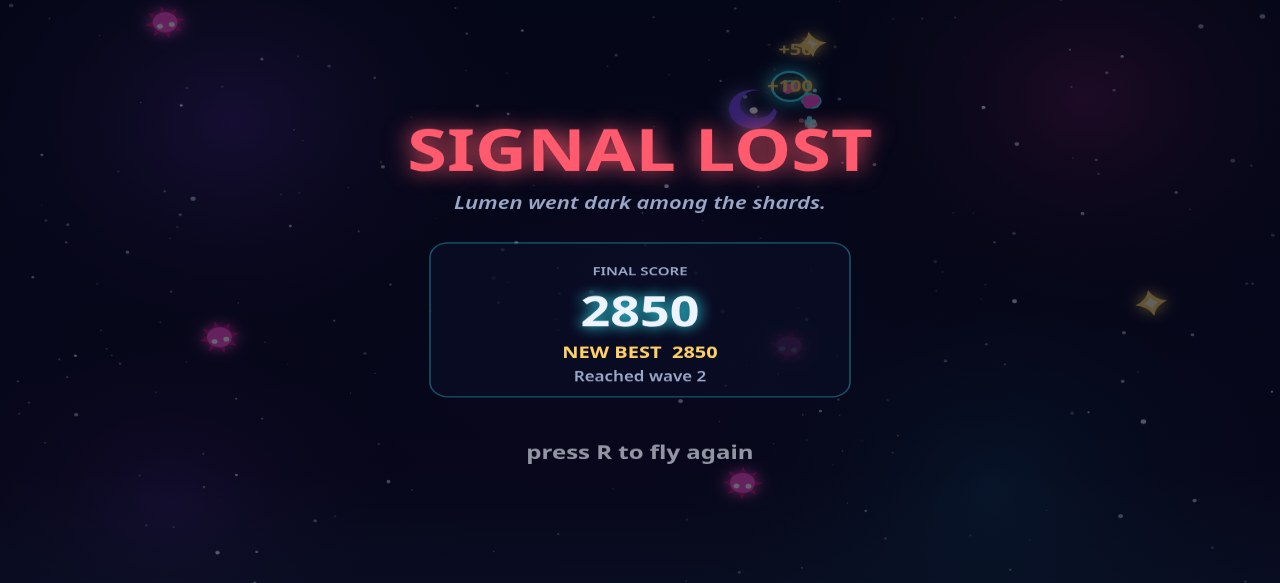 +50
+100
SIGNAL LOST
Lumen went dark among the shards.
FINAL SCORE
2850
NEW BEST 2850
Reached wave 2
press R to fly again